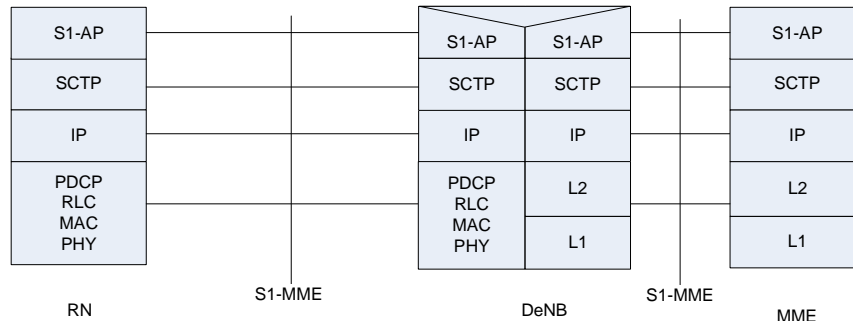 S1-AP
S1-AP
S1-AP
S1-AP
SCTP
SCTP
SCTP
SCTP
IP
IP
IP
IP
PDCP
RLC
MAC
PHY
PDCP
RLC
MAC
PHY
L2
L1
L2
L1
RN
S1-MME
DeNB
S1-MME
MME